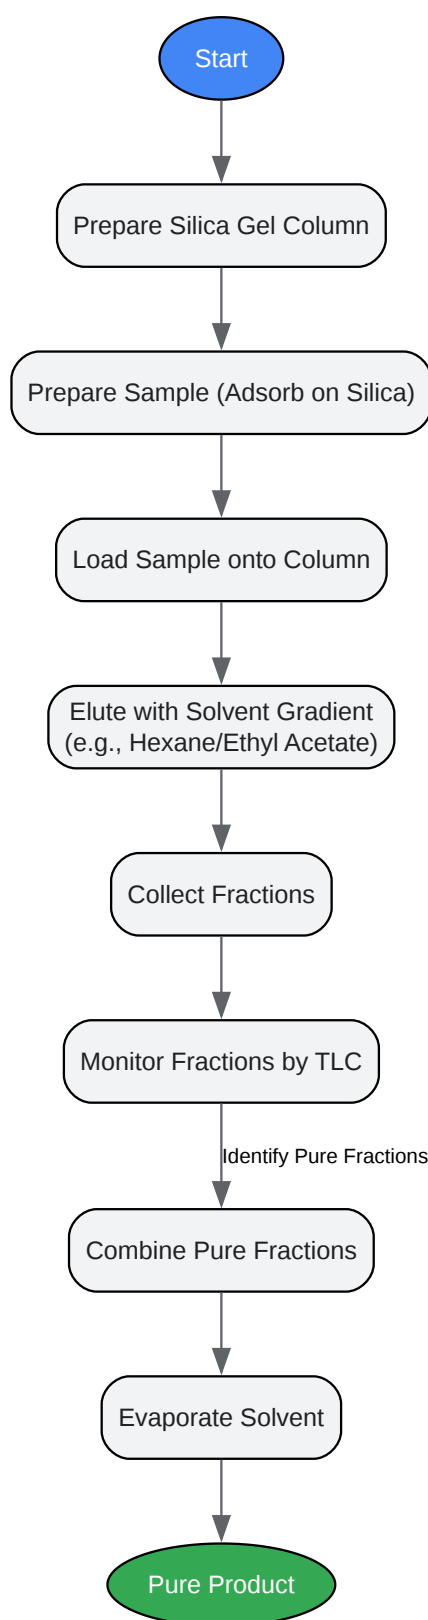 Start
Prepare Silica Gel Column
Prepare Sample (Adsorb on Silica)
Load Sample onto Column
Elute with Solvent Gradient
(e.g., Hexane/Ethyl Acetate)
Collect Fractions
Monitor Fractions by TLC
Identify Pure Fractions
Combine Pure Fractions
Evaporate Solvent
Pure Product